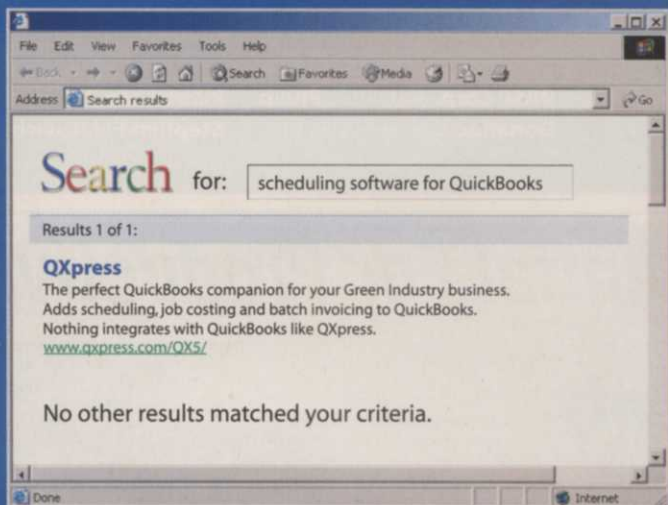 File Edit View Favorites Tools Help
Back Search Favorites Media
Address Search results Go
Search for: scheduling software for QuickBooks
Results 1 of 1:
QXpress
The perfect QuickBooks companion for your Green Industry business.
Adds scheduling, job costing and batch invoicing to QuickBooks.
Nothing integrates with QuickBooks like QXpress.
www.qxpress.com/QX5/
No other results matched your criteria.
Done Internet